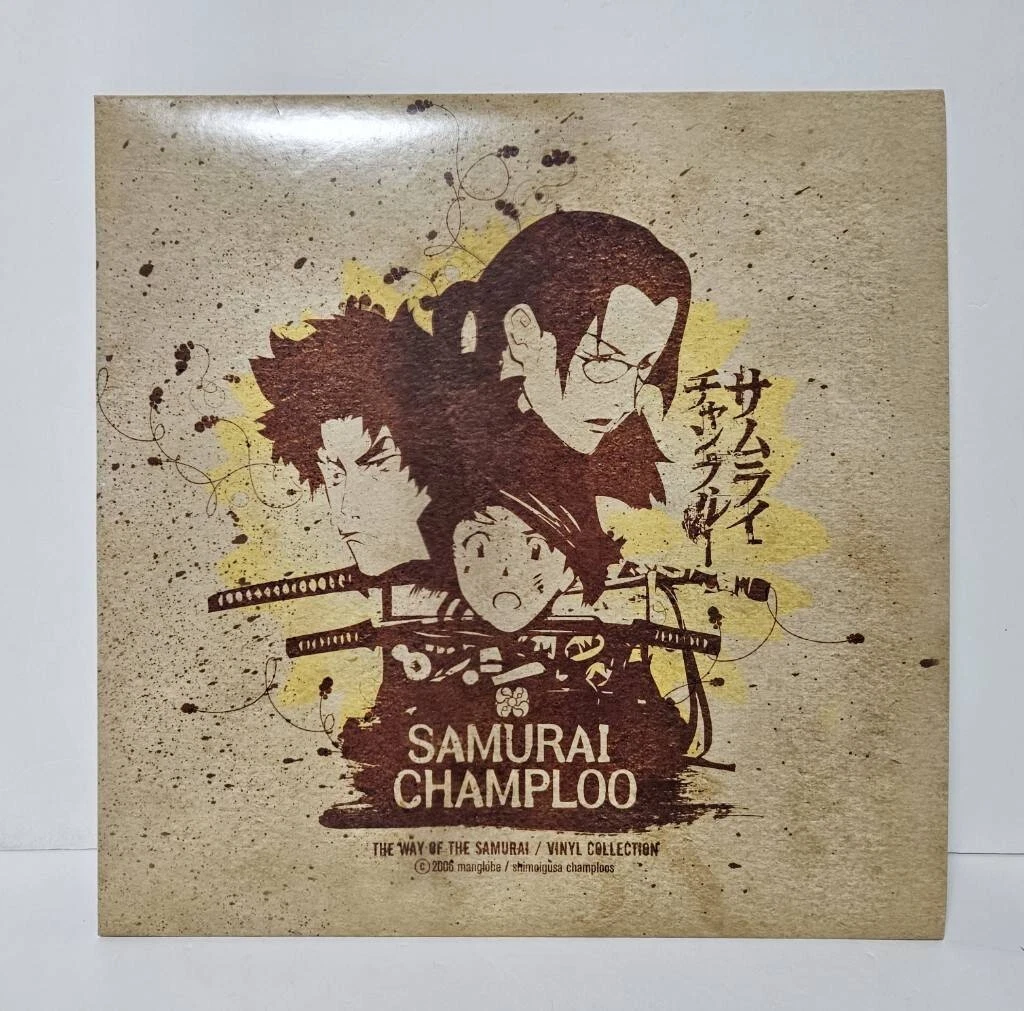 サムライ
チャンプルー
SAMURAI
CHAMPLOO
THE WAY OF THE SAMURAI / VINYL COLLECTION
©2006 manglobe / shimoigusa champloos